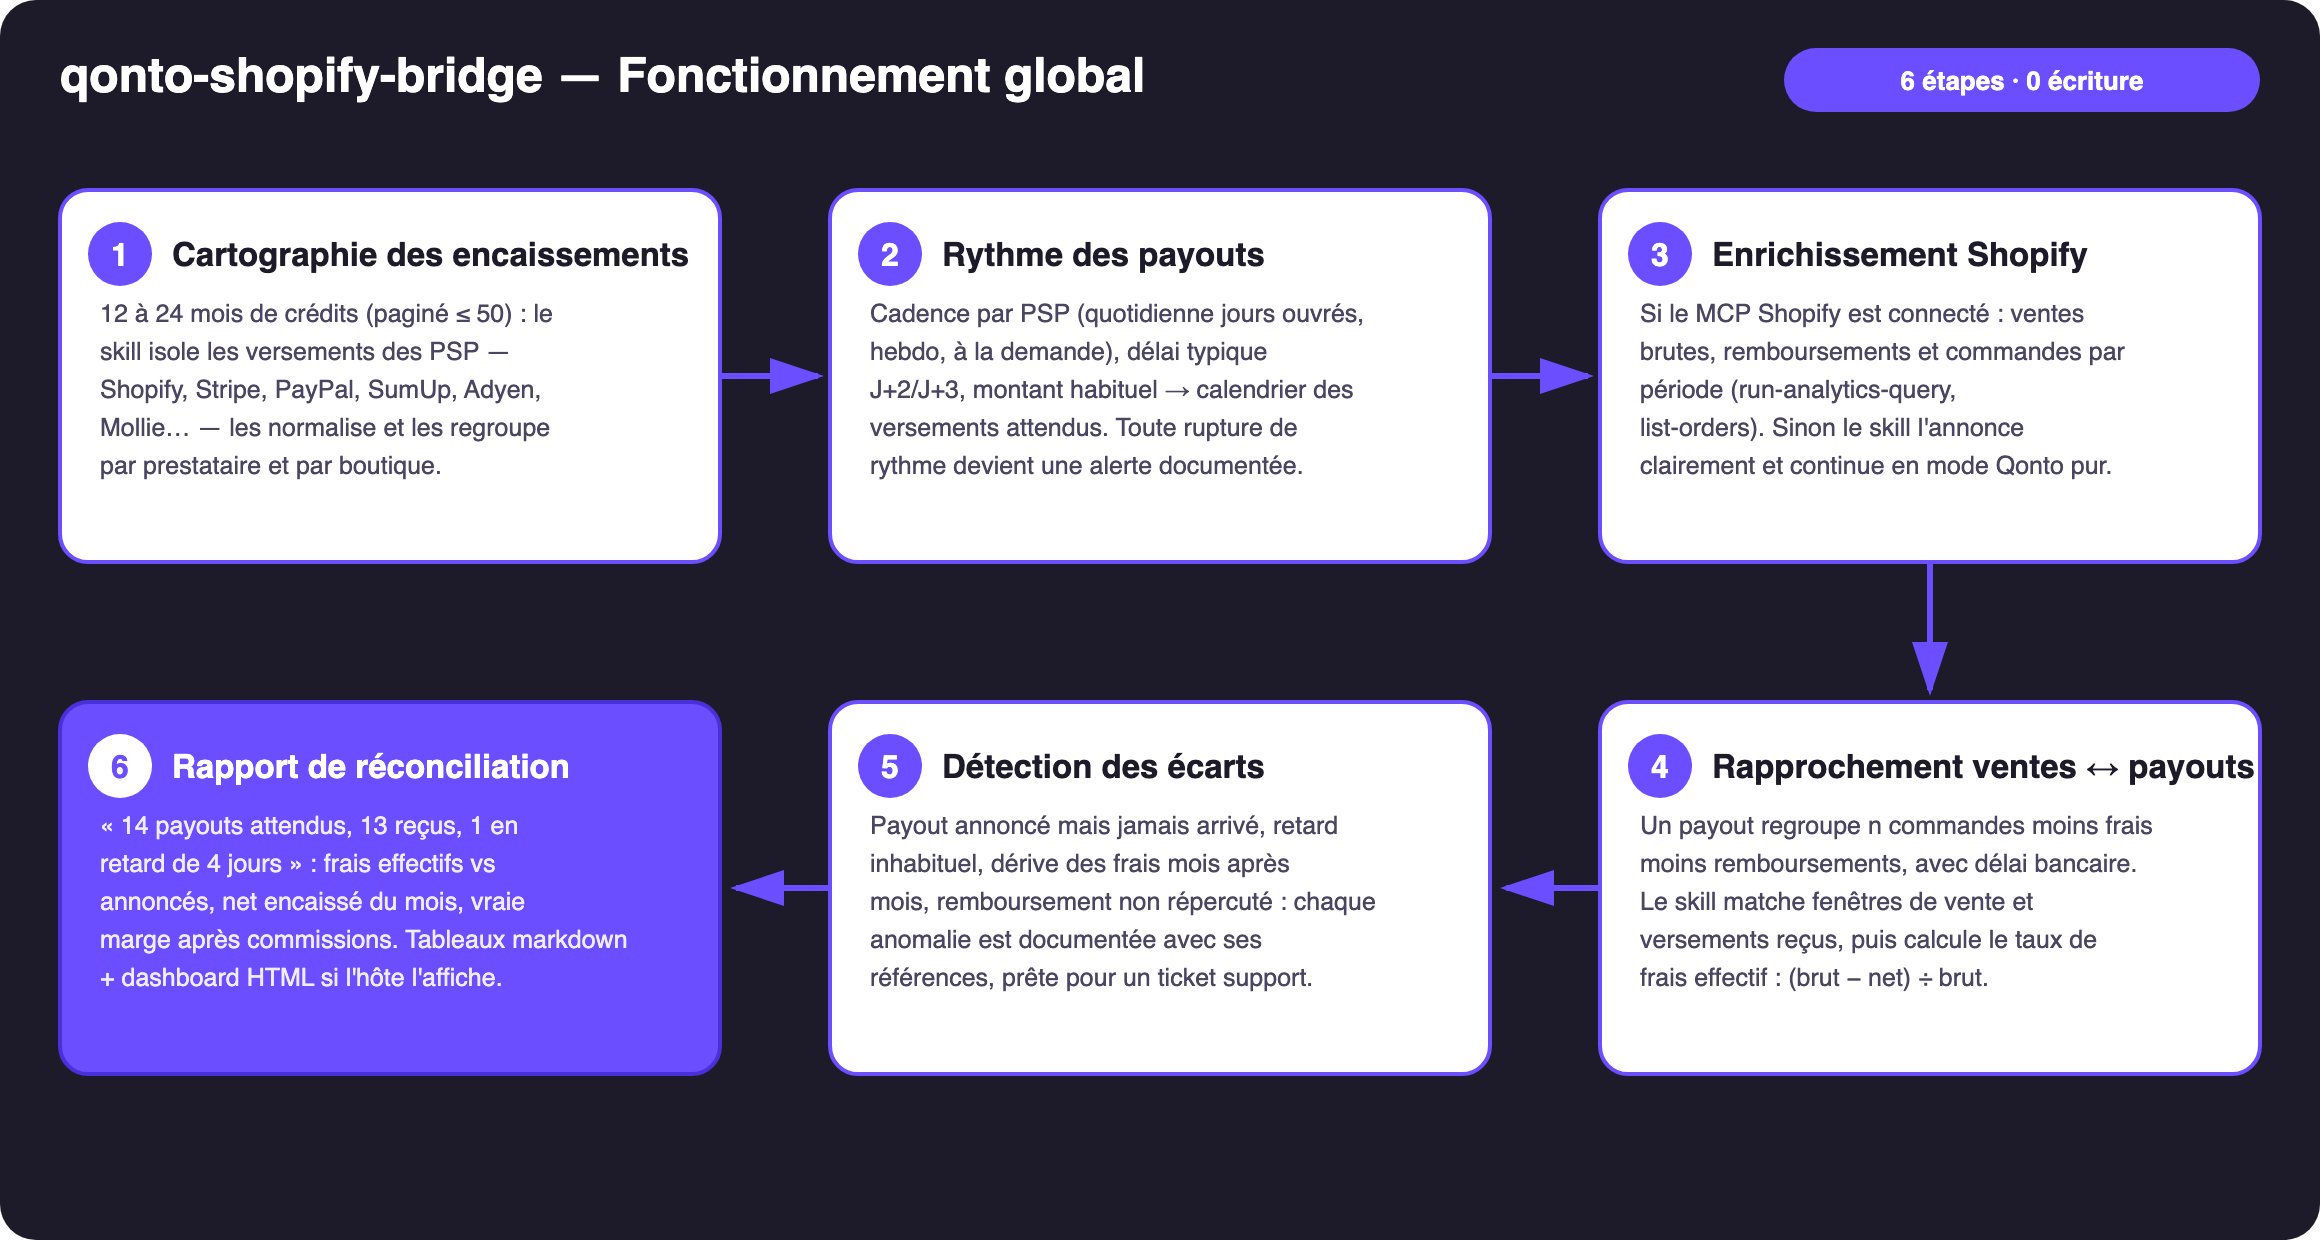 qonto-shopify-bridge — Fonctionnement global
6 étapes · 0 écriture
1 Cartographie des encaissements
12 à 24 mois de crédits (paginé ≤ 50) : le
skill isole les versements des PSP —
Shopify, Stripe, PayPal, SumUp, Adyen,
Mollie… — les normalise et les regroupe
par prestataire et par boutique.
2 Rythme des payouts
Cadence par PSP (quotidienne jours ouvrés,
hebdo, à la demande), délai typique
J+2/J+3, montant habituel → calendrier des
versements attendus. Toute rupture de
rythme devient une alerte documentée.
3 Enrichissement Shopify
Si le MCP Shopify est connecté : ventes
brutes, remboursements et commandes par
période (run-analytics-query,
list-orders). Sinon le skill l'annonce
clairement et continue en mode Qonto pur.
4 Rapprochement ventes ↔ payouts
Un payout regroupe n commandes moins frais
moins remboursements, avec délai bancaire.
Le skill matche fenêtres de vente et
versements reçus, puis calcule le taux de
frais effectif : (brut − net) ÷ brut.
5 Détection des écarts
Payout annoncé mais jamais arrivé, retard
inhabituel, dérive des frais mois après
mois, remboursement non répercuté : chaque
anomalie est documentée avec ses
références, prête pour un ticket support.
6 Rapport de réconciliation
« 14 payouts attendus, 13 reçus, 1 en
retard de 4 jours » : frais effectifs vs
annoncés, net encaissé du mois, vraie
marge après commissions. Tableaux markdown
+ dashboard HTML si l'hôte l'affiche.